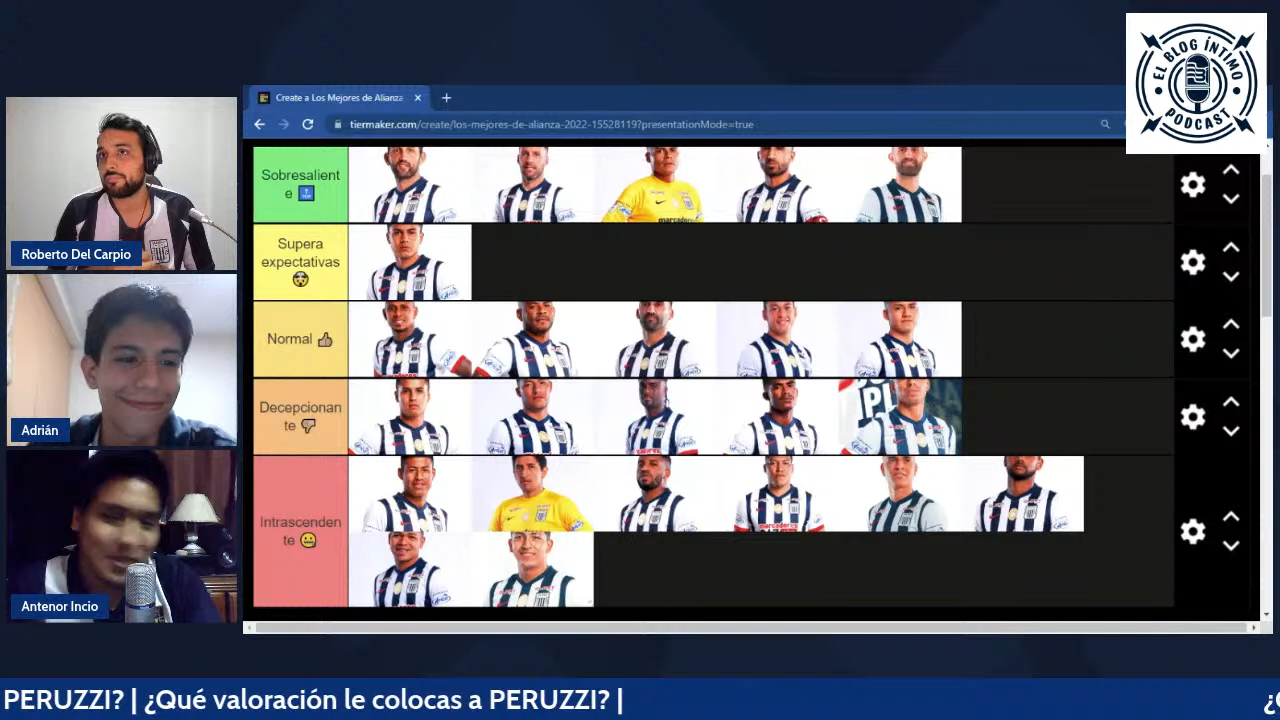 EL BLOG ÍNTIMO
PODCAST
Create a Los Mejores de Alianza
tiermaker.com/create/los-mejores-de-alianza-2022-15528119?presentationMode=true
Roberto Del Carpio
Adrián
Antenor Incio
Sobresalient
e
TOP
Supera
expectativas
Normal
Decepcionan
te
PL
Intrascenden
te
PERUZZI? | ¿Qué valoración le colocas a PERUZZI? |